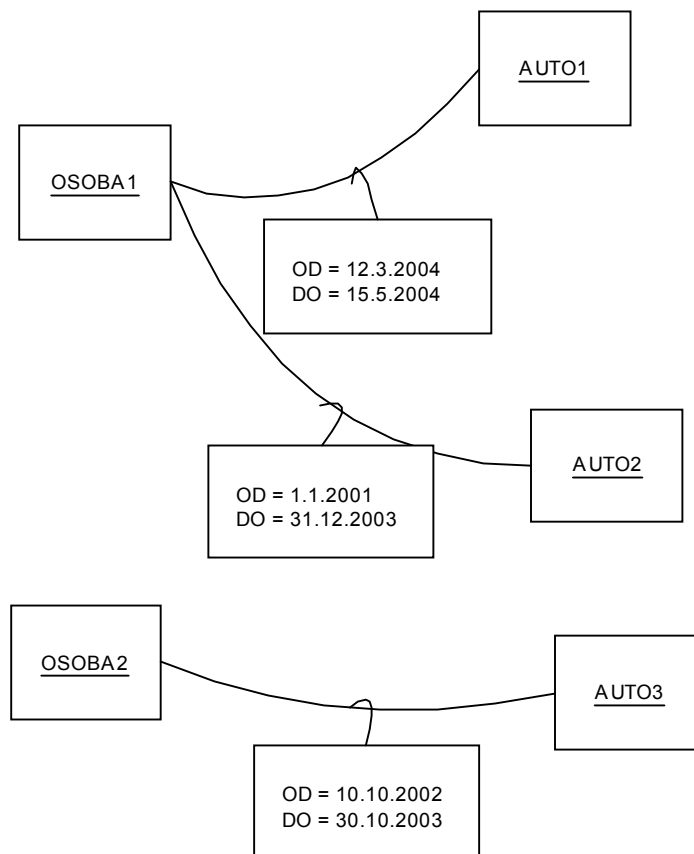 AUTO1
OSOBA1
OD = 12.3.2004
DO = 15.5.2004
AUTO2
OD = 1.1.2001
DO = 31.12.2003
OSOBA2
AUTO3
OD = 10.10.2002
DO = 30.10.2003